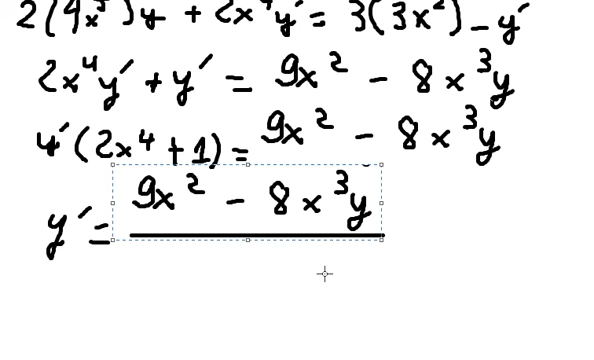 2(4x³)y + 2x⁴y′ = 3(3x²) - y′
2x⁴y′ + y′ = 9x² - 8x³y
y′(2x⁴ + 1) = 9x² - 8x³y
y′ = 9x² - 8x³y